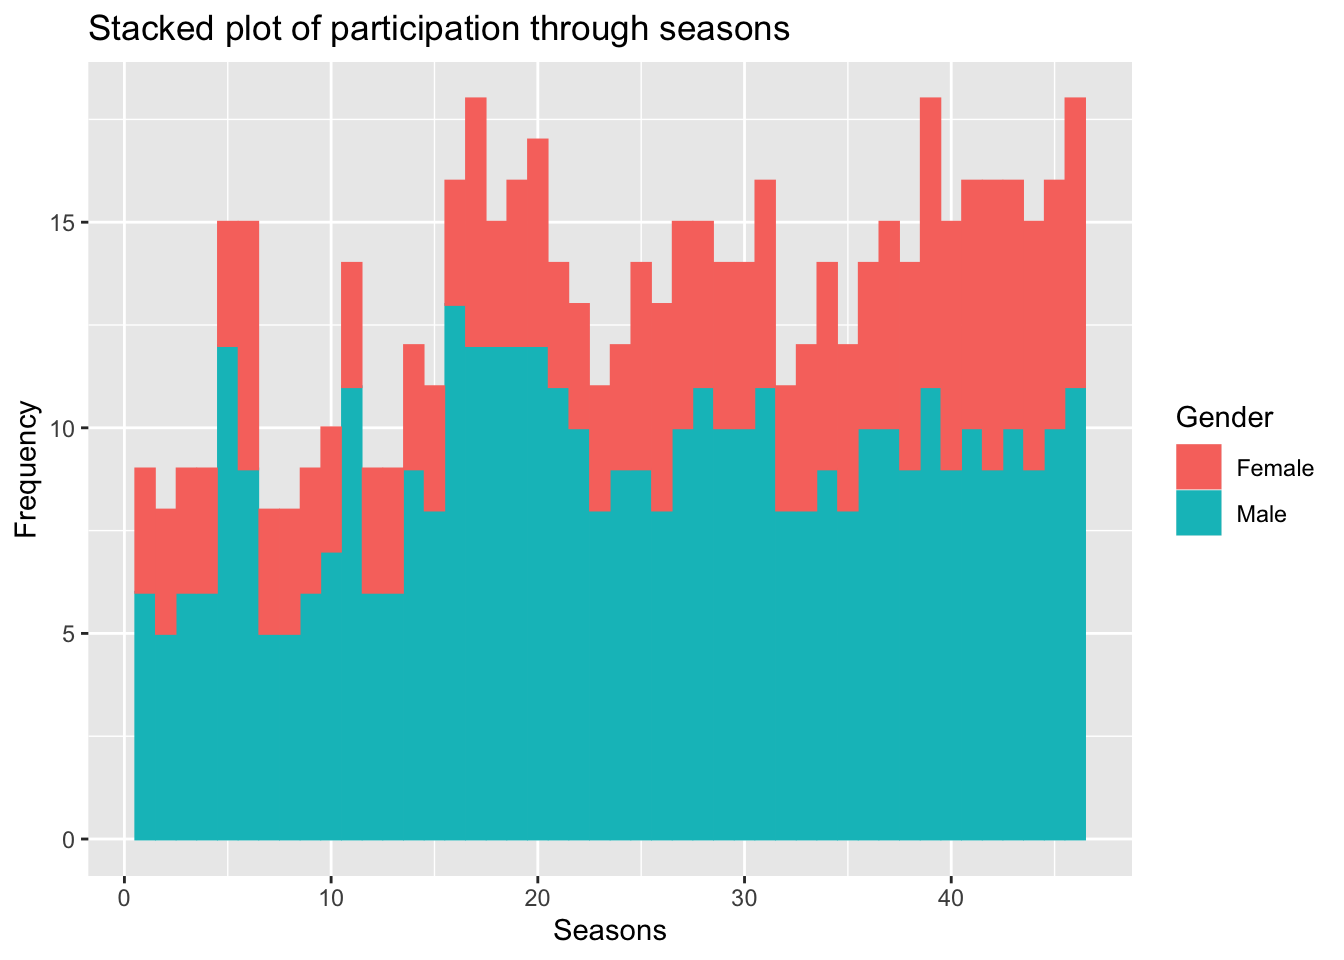 Stacked plot of participation through seasons
15
10
5
0
Frequency
0 10 20 30 40
Seasons
Gender
Female
Male